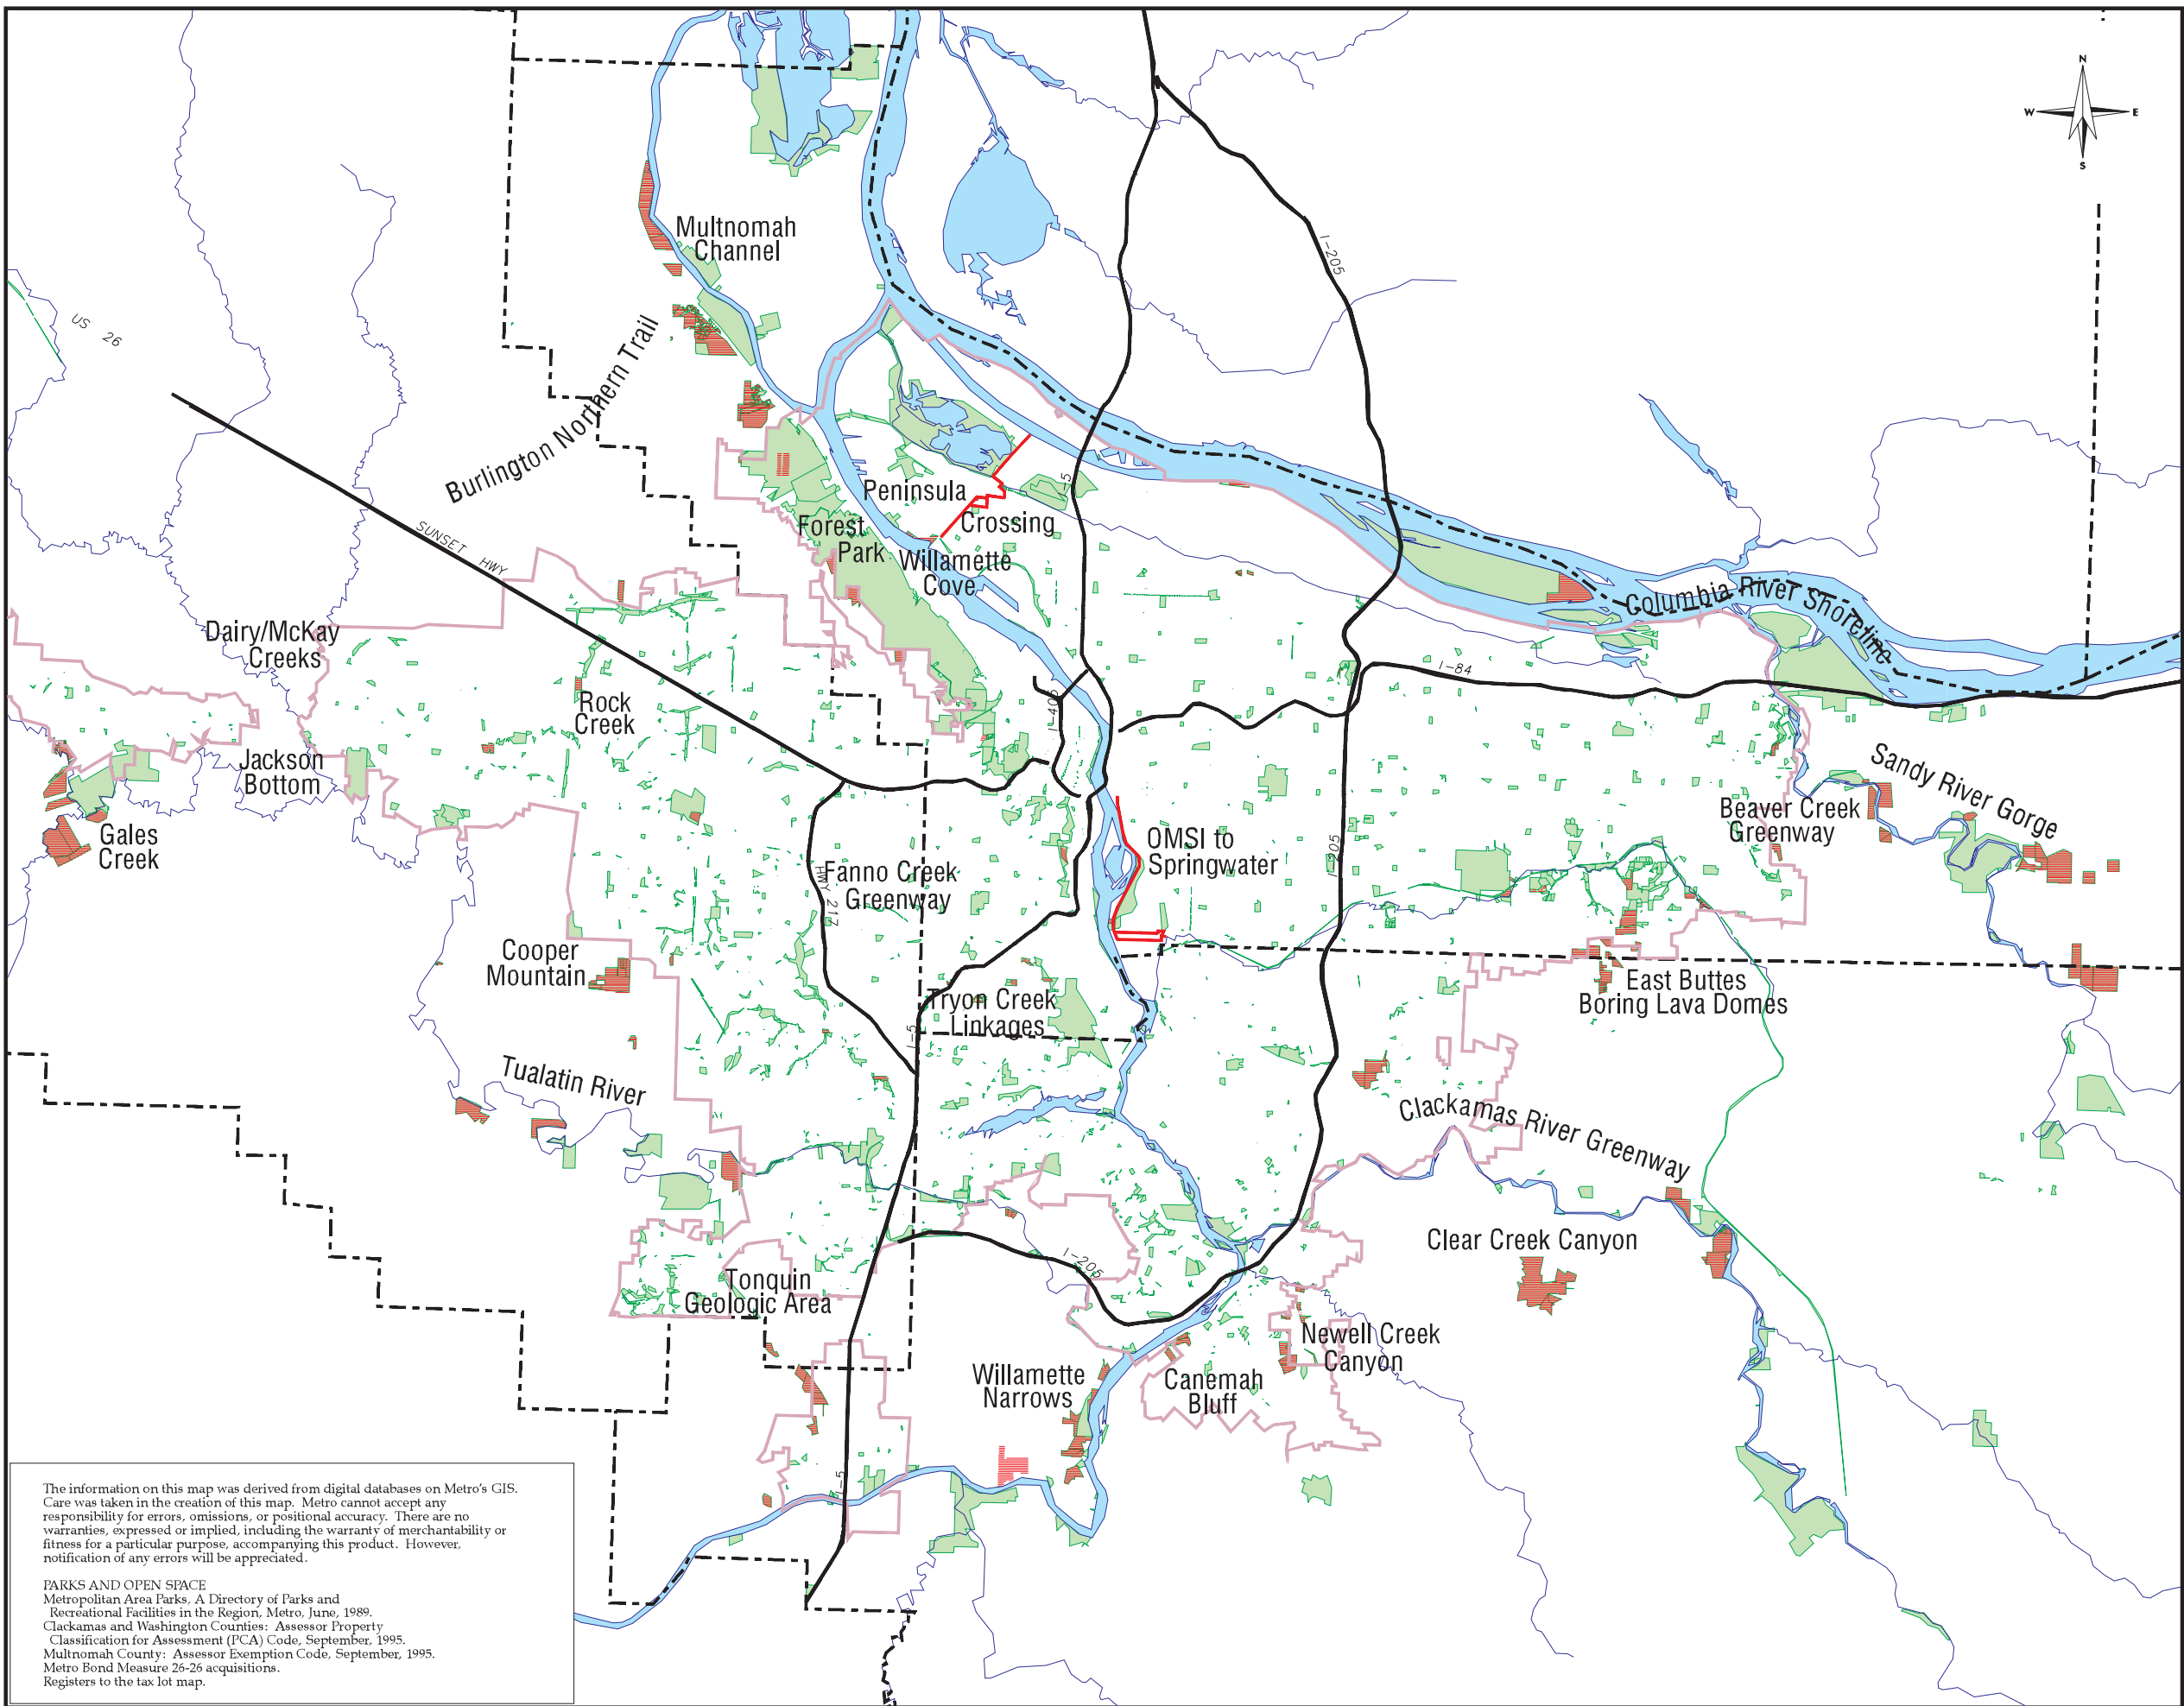 N
W E
S
Multnomah
Channel
I-205
US 26
Burlington Northern Trail
SUNSET HWY
Peninsula
Crossing
I-5
Forest
Park
Willamette
Cove
Columbia River Shoreline
Dairy/McKay
Creeks
I-84
I-405
Rock
Creek
Jackson
Bottom
Sandy River Gorge
Beaver Creek
Greenway
Gales
Creek
OMSI to
Springwater
I-205
HWY 217
Fanno Creek
Greenway
Cooper
Mountain
East Buttes
Boring Lava Domes
Tryon Creek
Linkages
I-5
Tualatin River
Clackamas River Greenway
Clear Creek Canyon
I-205
Tonquin
Geologic Area
Newell Creek
Canyon
Willamette
Narrows
Canemah
Bluff
I-5
The information on this map was derived from digital databases on Metro's GIS.
Care was taken in the creation of this map. Metro cannot accept any
responsibility for errors, omissions, or positional accuracy. There are no
warranties, expressed or implied, including the warranty of merchantability or
fitness for a particular purpose, accompanying this product. However,
notification of any errors will be appreciated.
PARKS AND OPEN SPACE
Metropolitan Area Parks, A Directory of Parks and
Recreational Facilities in the Region, Metro, June, 1989.
Clackamas and Washington Counties: Assessor Property
Classification for Assessment (PCA) Code, September, 1995.
Multnomah County: Assessor Exemption Code, September, 1995.
Metro Bond Measure 26-26 acquisitions.
Registers to the tax lot map.